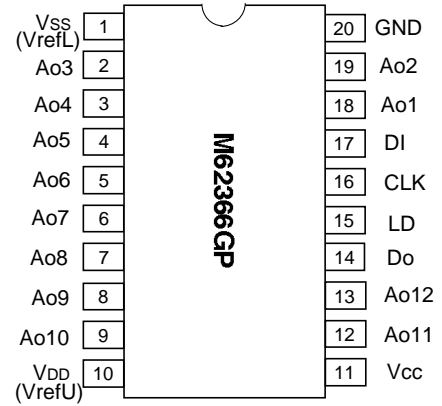 Vss 1 20 GND
(VrefL)
Ao3 2 19 Ao2
Ao4 3 18 Ao1
Ao5 4 17 DI
Ao6 5 16 CLK
Ao7 6 15 LD
Ao8 7 14 Do
Ao9 8 13 Ao12
Ao10 9 12 Ao11
VDD 10 11 Vcc
(VrefU)
M62366GP